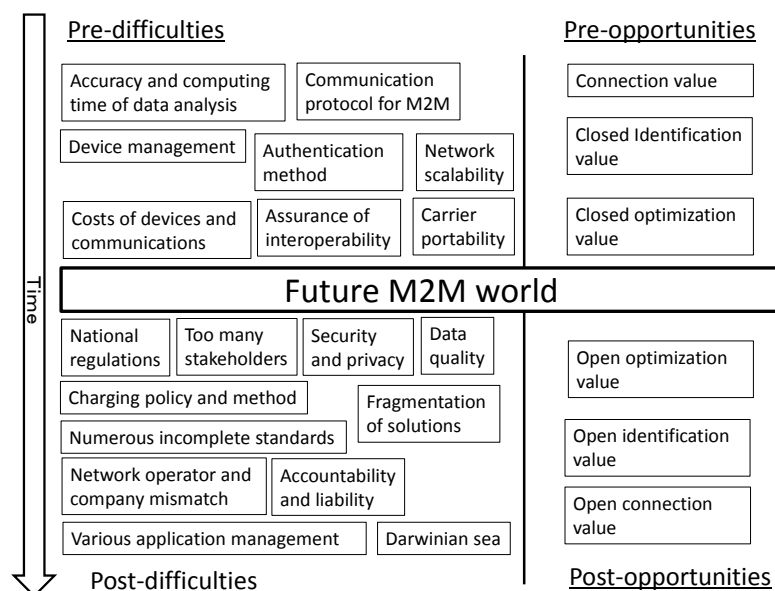 Pre-difficulties
Pre-opportunities
Accuracy and computing
time of data analysis
Communication
protocol for M2M
Connection value
Device management
Authentication
method
Network
scalability
Closed Identification
value
Costs of devices and
communications
Assurance of
interoperability
Carrier
portability
Closed optimization
value
Time
Future M2M world
National
regulations
Too many
stakeholders
Security
and privacy
Data
quality
Open optimization
value
Charging policy and method
Fragmentation
of solutions
Numerous incomplete standards
Open identification
value
Network operator and
company mismatch
Accountability
and liability
Open connection
value
Various application management
Darwinian sea
Post-difficulties
Post-opportunities